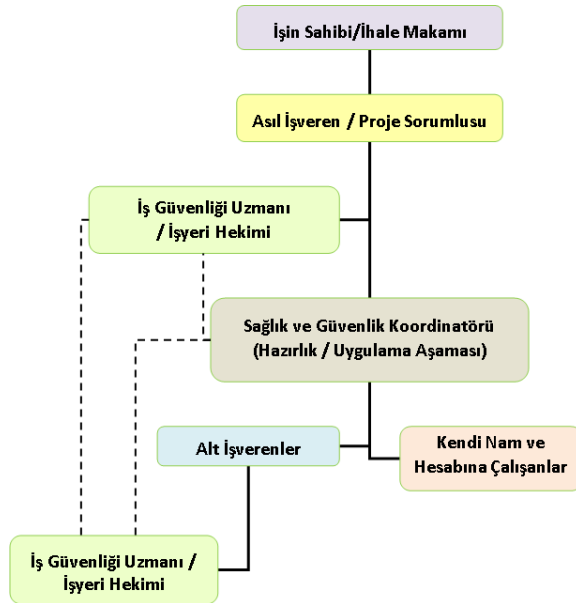 İşin Sahibi/İhale Makamı
Asıl İşveren / Proje Sorumlusu
İş Güvenliği Uzmanı
/ İşyeri Hekimi
Sağlık ve Güvenlik Koordinatörü
(Hazırlık / Uygulama Aşaması)
Alt İşverenler
Kendi Nam ve
Hesabına Çalışanlar
İş Güvenliği Uzmanı /
İşyeri Hekimi